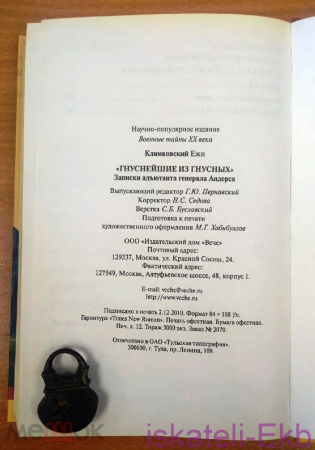 Научно-популярное издание
Военные тайны XX века
Климковский Ежи
«ГНУСНЕЙШИЕ ИЗ ГНУСНЫХ»
Записки адъютанта генерала Андерса
Выпускающий редактор Г.Ю. Пернавский
Корректор Н.С. Седова
Верстка С.Б. Буславский
Подготовка к печати
художественного оформления М.Г. Хабибуллов
ООО «Издательский дом «Вече»
Почтовый адрес:
129337, Москва, ул. Красной Сосны, 24.
Фактический адрес:
127549, Москва, Алтуфьевское шоссе, 48, корпус 1.
E-mail: veche@veche.ru
http://www.veche.ru
Подписано в печать 2.12.2010. Формат 84 × 108 1/32.
Гарнитура «Times New Roman». Печать офсетная. Бумага офсетная.
Печ. л. 12. Тираж 3000 экз. Заказ № 2070.
Отпечатано в ОАО «Тульская типография».
300600, г. Тула, пр. Ленина, 109.
iskateli-Ekb